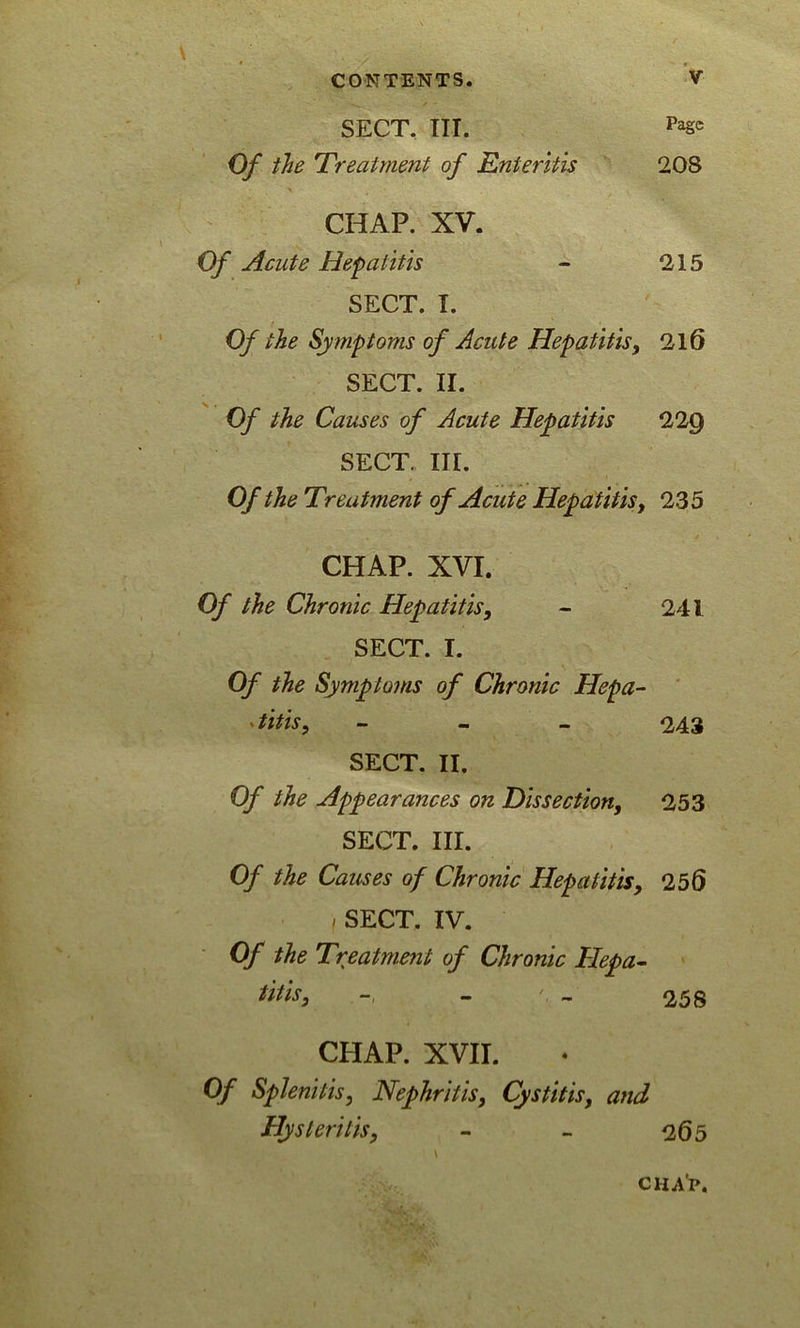 CONTENTS. V
SECT. III. Page
Of the Treatment of Enteritis 208
CHAP. XV.
Of Acute Hepatitis - 215
SECT. I.
Of the Symptoms of Acute Hepatitis, 216
SECT. II.
Of the Causes of Acute Hepatitis 229
SECT. III.
Of the Treatment of Acute Hepatitis, 235
CHAP. XVI.
Of the Chronic Hepatitis, - 241
SECT. I.
Of the Symptoms of Chronic Hepa-
titis, - - - 243
SECT. II.
Of the Appearances on Dissection, 253
SECT. III.
Of the Causes of Chronic Hepatitis, 256
SECT. IV.
Of the Treatment of Chronic Hepa-
titis, - - - 258
CHAP. XVII.
Of Splenitis, Nephritis, Cystitis, and
Hysteritis, - - 265
CHAP.